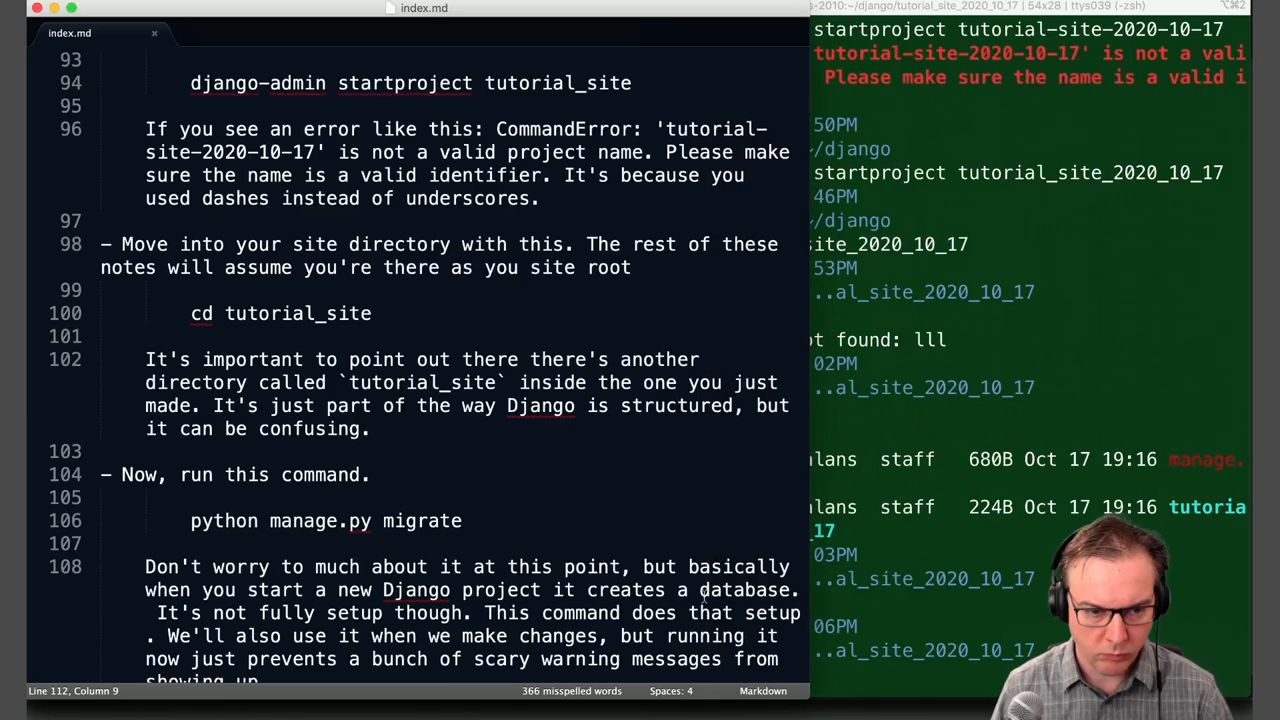 index.md
s-2010:~/django/tutorial_site_2020_10_17 | 54x28 | ttys039 (-zsh)
⌥⌘2
index.md ×
93
94 django-admin startproject tutorial_site
95
96 If you see an error like this: CommandError: 'tutorial-
site-2020-10-17' is not a valid project name. Please make
sure the name is a valid identifier. It's because you
used dashes instead of underscores.
97
98 - Move into your site directory with this. The rest of these
notes will assume you're there as you site root
99
100 cd tutorial_site
101
102 It's important to point out there there's another
directory called `tutorial_site` inside the one you just
made. It's just part of the way Django is structured, but
it can be confusing.
103
104 - Now, run this command.
105
106 python manage.py migrate
107
108 Don't worry to much about it at this point, but basically
when you start a new Django project it creates a database.
It's not fully setup though. This command does that setup
. We'll also use it when we make changes, but running it
now just prevents a bunch of scary warning messages from
showing up
Line 112, Column 9
366 misspelled words
Spaces: 4
Markdown
startproject tutorial-site-2020-10-17
tutorial-site-2020-10-17' is not a vali
Please make sure the name is a valid i
50PM
~/django
startproject tutorial_site_2020_10_17
46PM
~/django
site_2020_10_17
53PM
..al_site_2020_10_17
ot found: lll
02PM
..al_site_2020_10_17
alans staff 680B Oct 17 19:16 manage.
alans staff 224B Oct 17 19:16 tutoria
_17
03PM
..al_site_2020_10_17
06PM
..al_site_2020_10_17